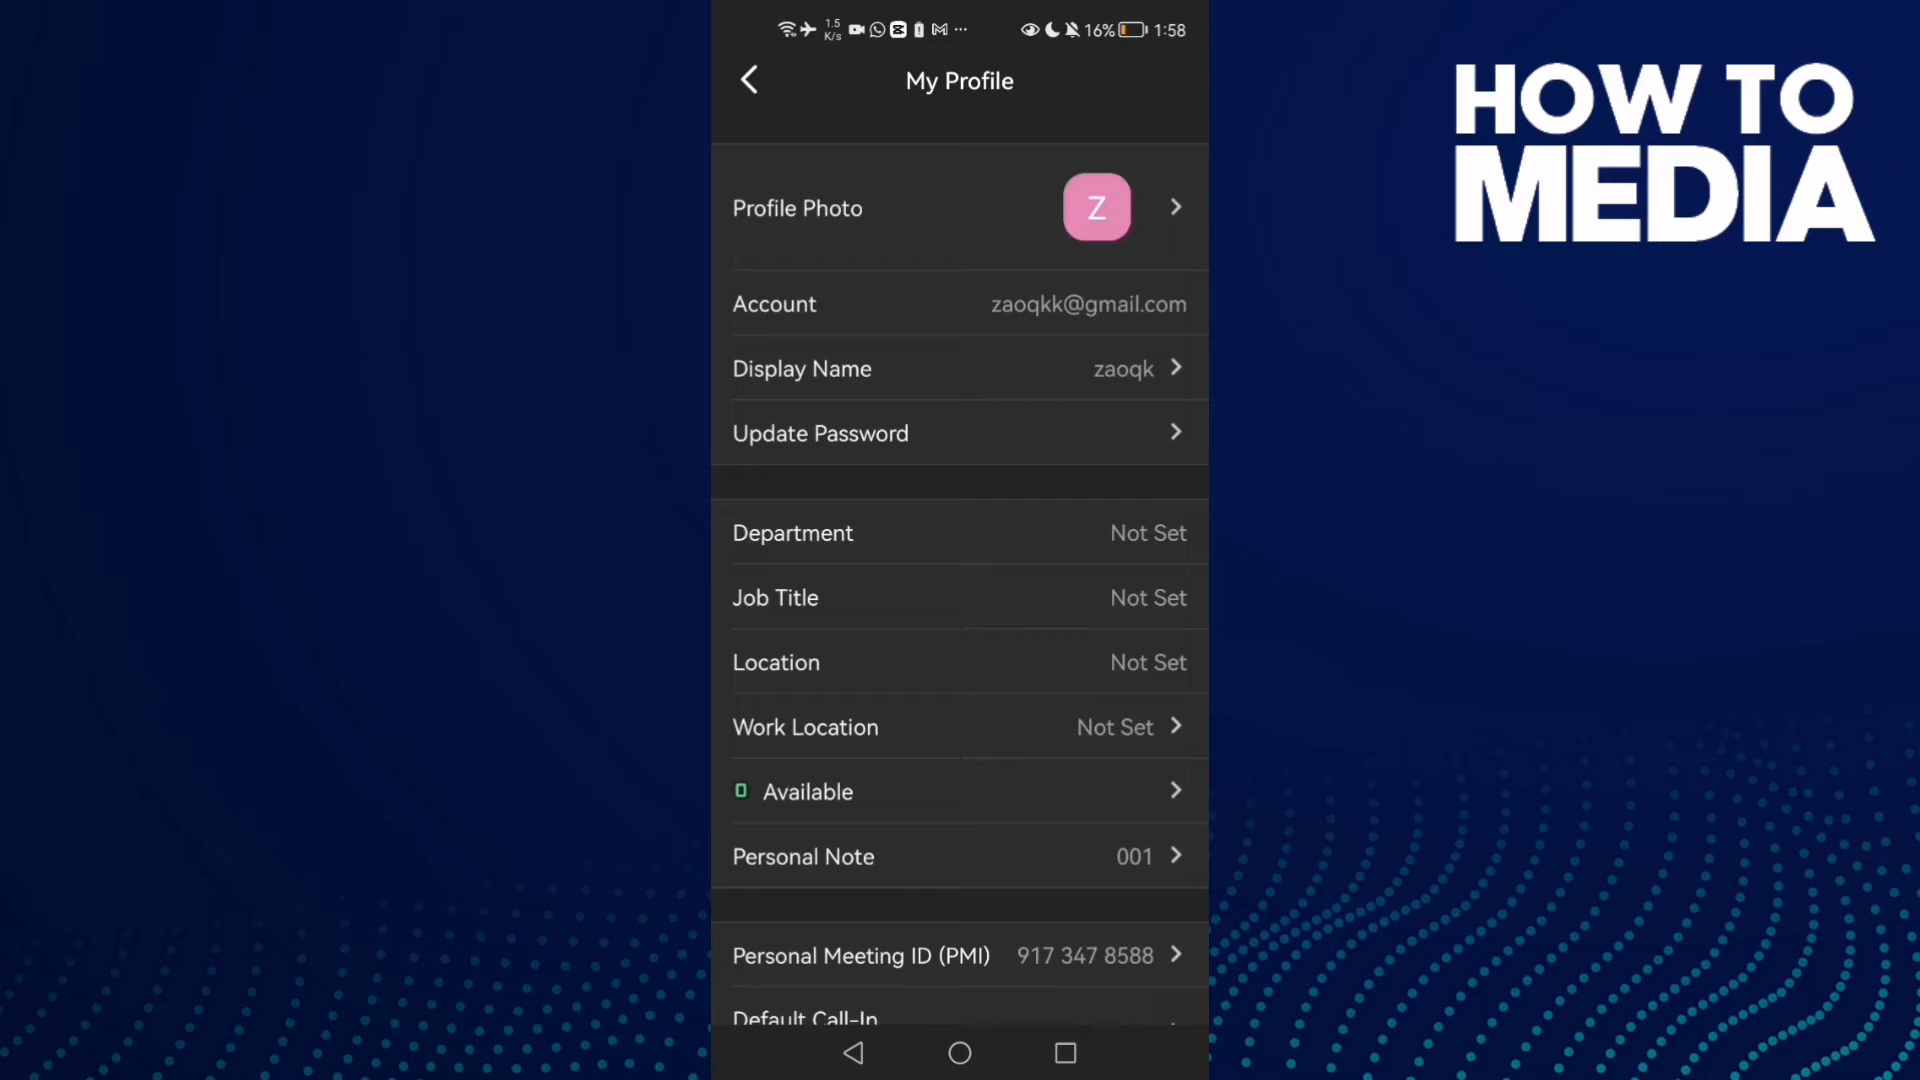 1.5
K/s
16%
1:58
My Profile
HOW TO
MEDIA
Profile Photo
Z
Account zaoqkk@gmail.com
Display Name zaoqk
Update Password
Department Not Set
Job Title Not Set
Location Not Set
Work Location Not Set
Available
Personal Note 001
Personal Meeting ID (PMI) 917 347 8588
Default Call-In